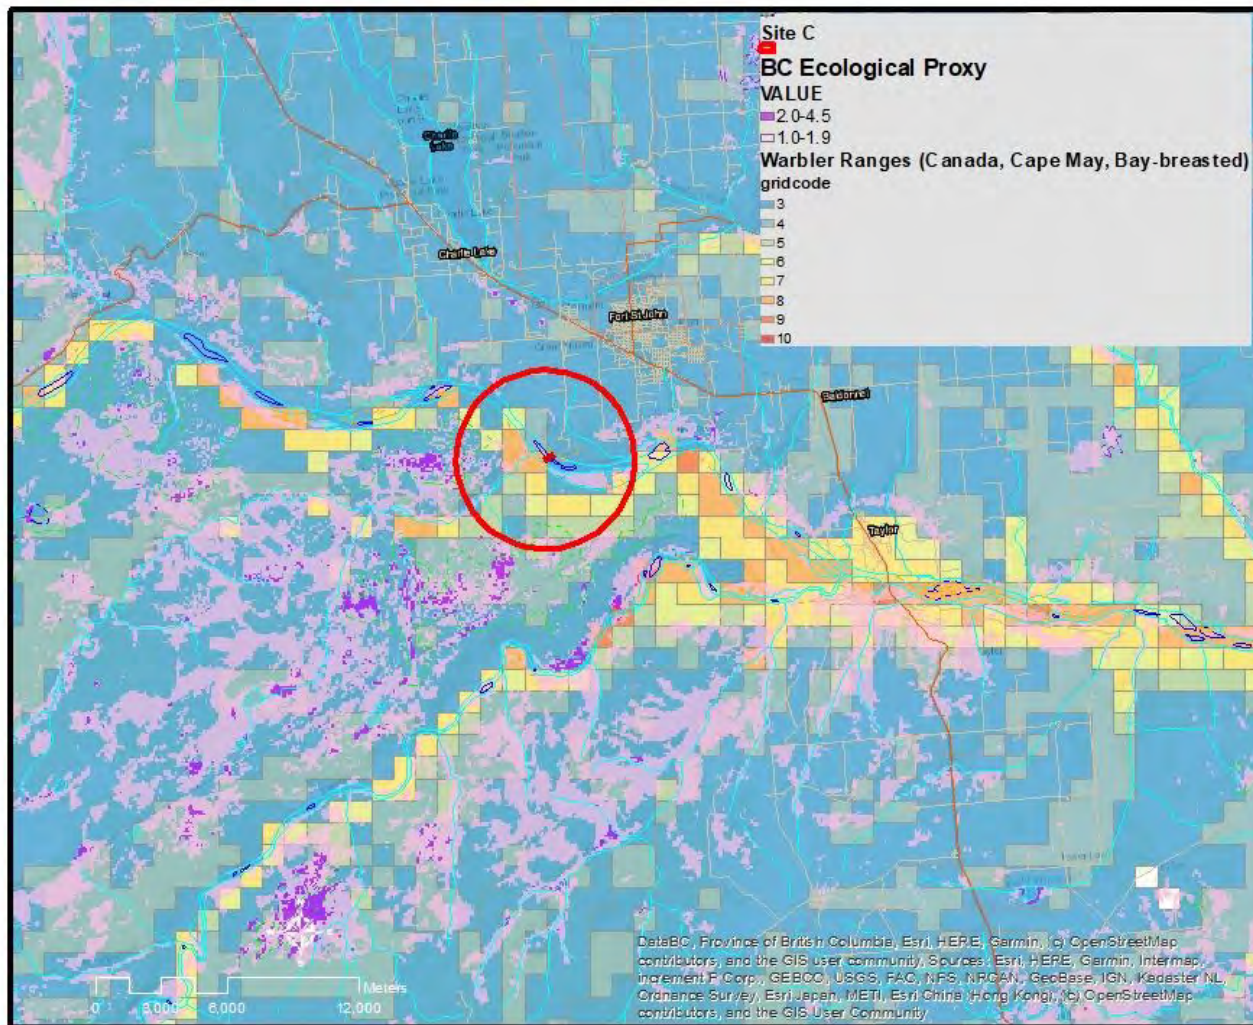 Site C
BC Ecological Proxy
VALUE
2.0-4.5
1.0-1.9
Warbler Ranges (Canada, Cape May, Bay-breasted)
gridcode
3
4
5
6
7
8
9
10
Charlie
Lake
Charlie Lake
Fort St John
Baldonnel
Taylor
DataBC, Province of British Columbia, Esri, HERE, Garmin, (c) OpenStreetMap
contributors, and the GIS user community, Sources: Esri, HERE, Garmin, Intermap,
increment P Corp., GEBCO, USGS, FAO, NPS, NRCAN, GeoBase, IGN, Kadaster NL,
Ordnance Survey, Esri Japan, METI, Esri China (Hong Kong), (c) OpenStreetMap
contributors, and the GIS User Community
Meters
0 3,000 6,000 12,000